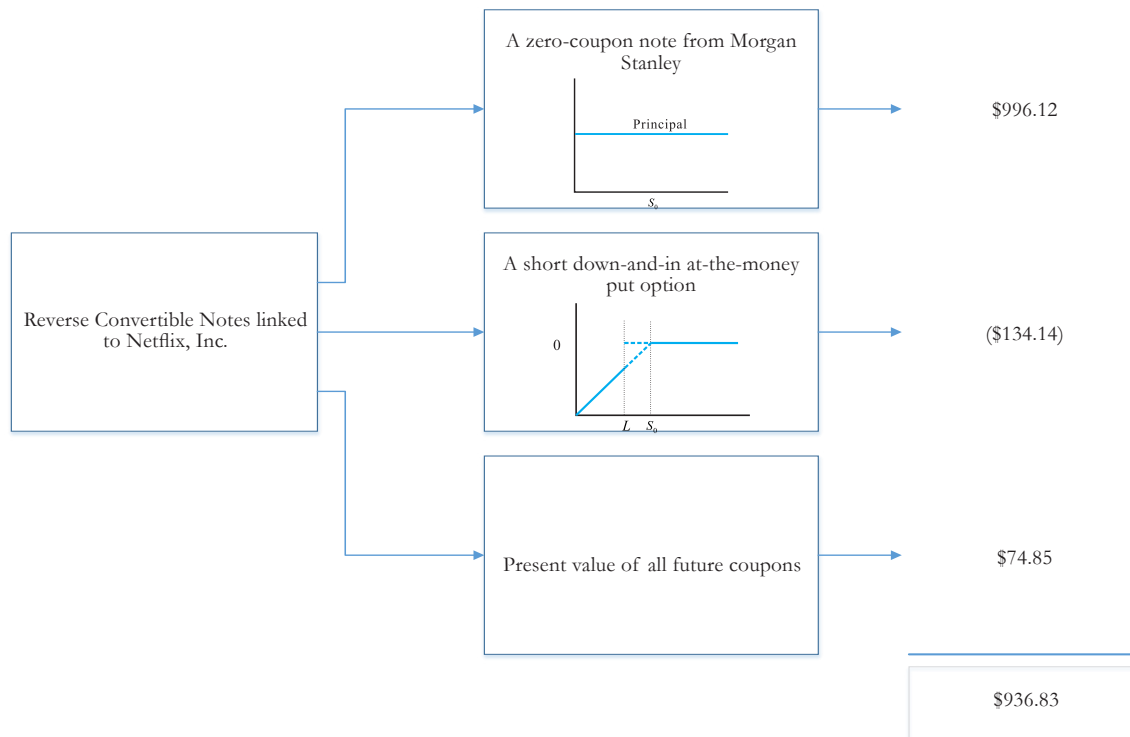 A zero-coupon note from Morgan
Stanley
Principal
S₀
$996.12
Reverse Convertible Notes linked
to Netflix, Inc.
A short down-and-in at-the-money
put option
0
L S₀
($134.14)
Present value of all future coupons
$74.85
$936.83